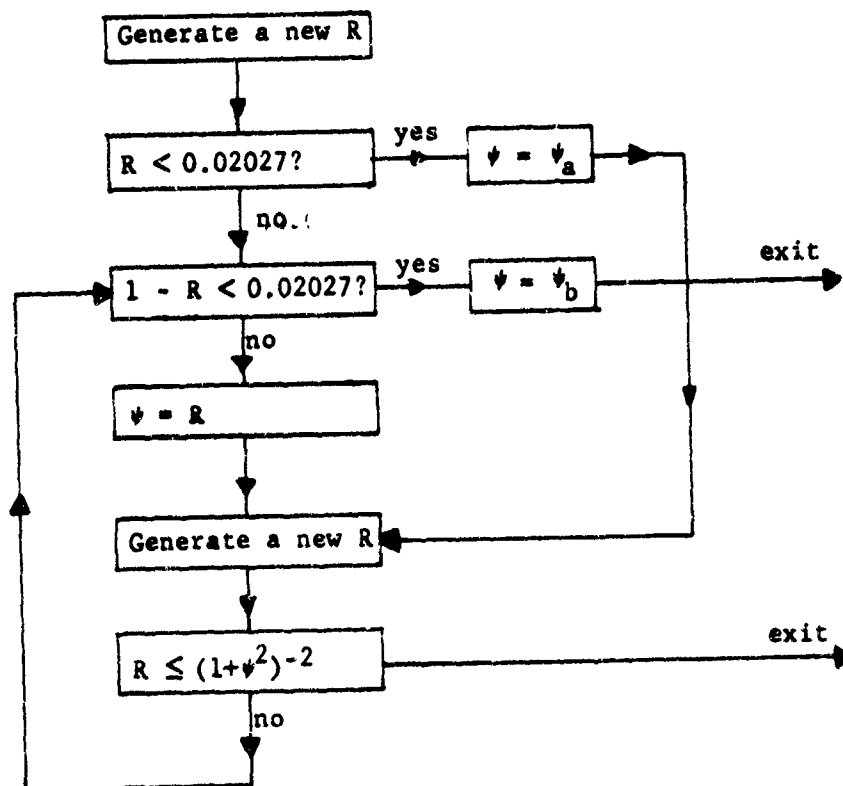 Generate a new R
yes
R < 0.02027?
ψ = ψa
no.
exit
yes
1 - R < 0.02027?
ψ = ψb
no
ψ = R
Generate a new R
exit
R ≤ (1+ψ²)⁻²
no